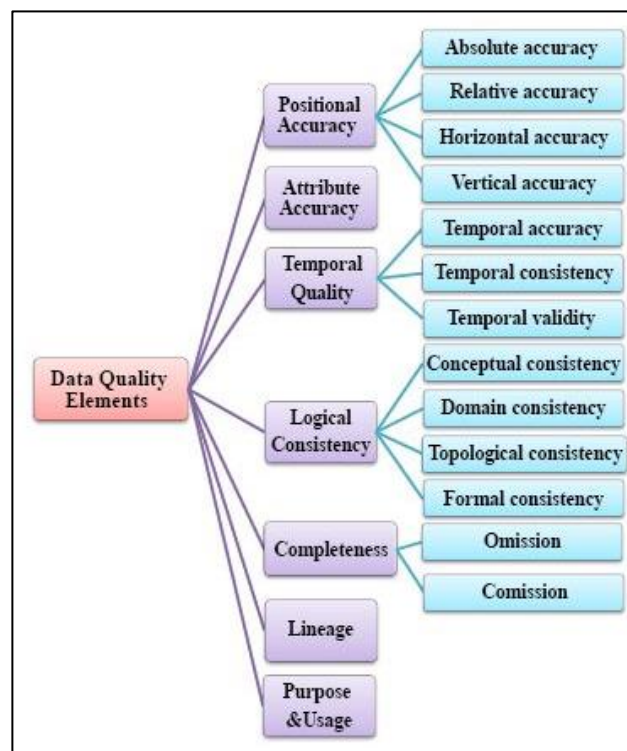 Data Quality
Elements
Positional
Accuracy
Absolute accuracy
Relative accuracy
Horizontal accuracy
Vertical accuracy
Attribute
Accuracy
Temporal
Quality
Temporal accuracy
Temporal consistency
Temporal validity
Logical
Consistency
Conceptual consistency
Domain consistency
Topological consistency
Formal consistency
Completeness
Omission
Comission
Lineage
Purpose
&Usage